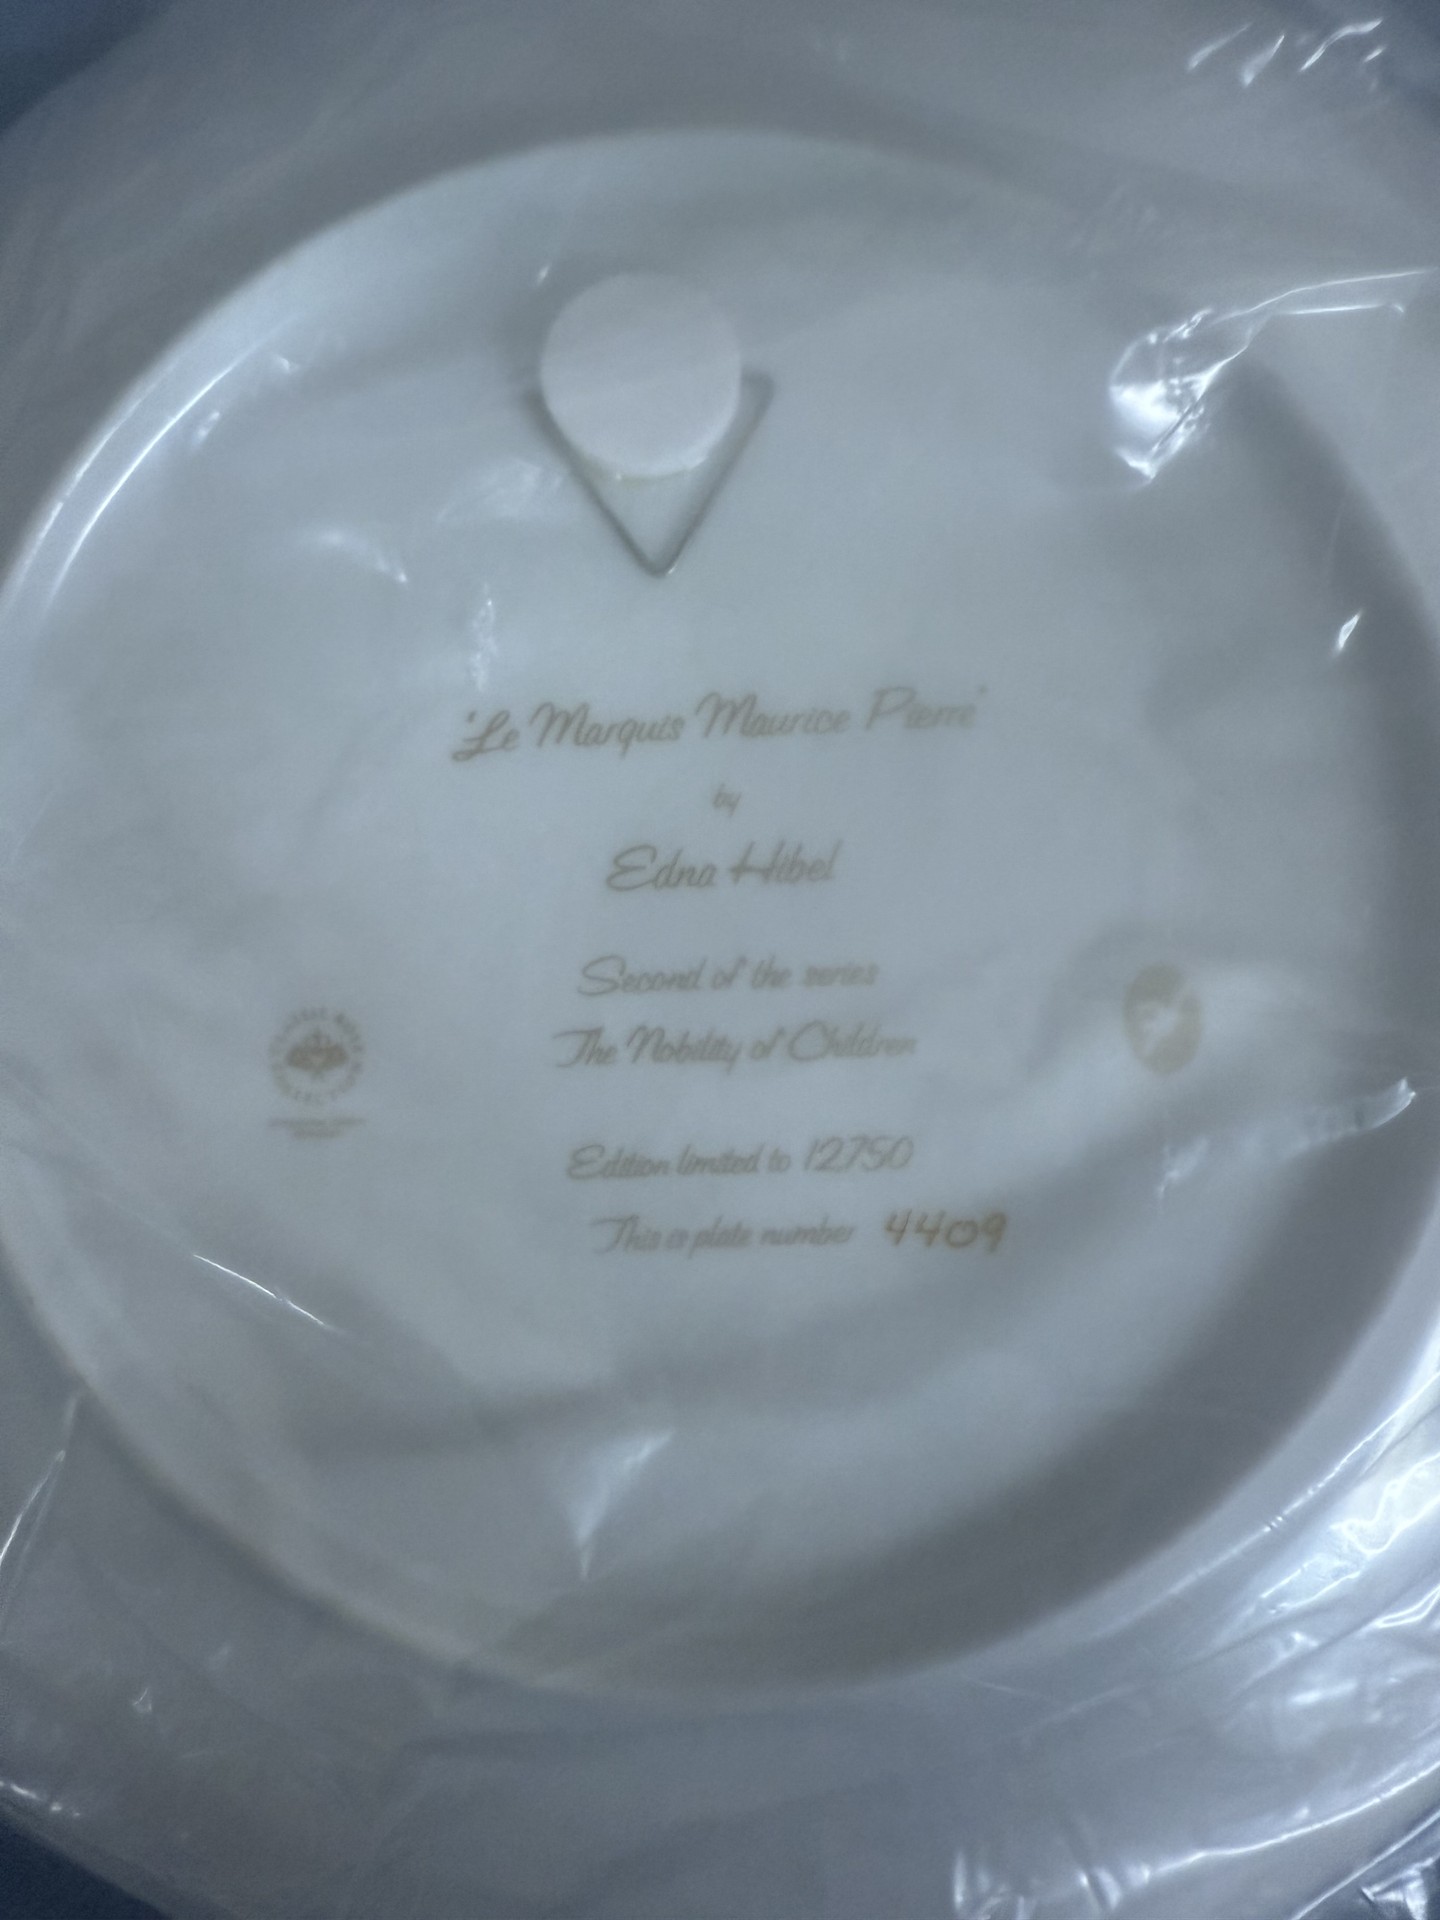 'Le Marquis Maurice Pierre'
by
Edna Hibel
Second of the series
The Nobility of Children
Edition limited to 12750
This is plate number 4409